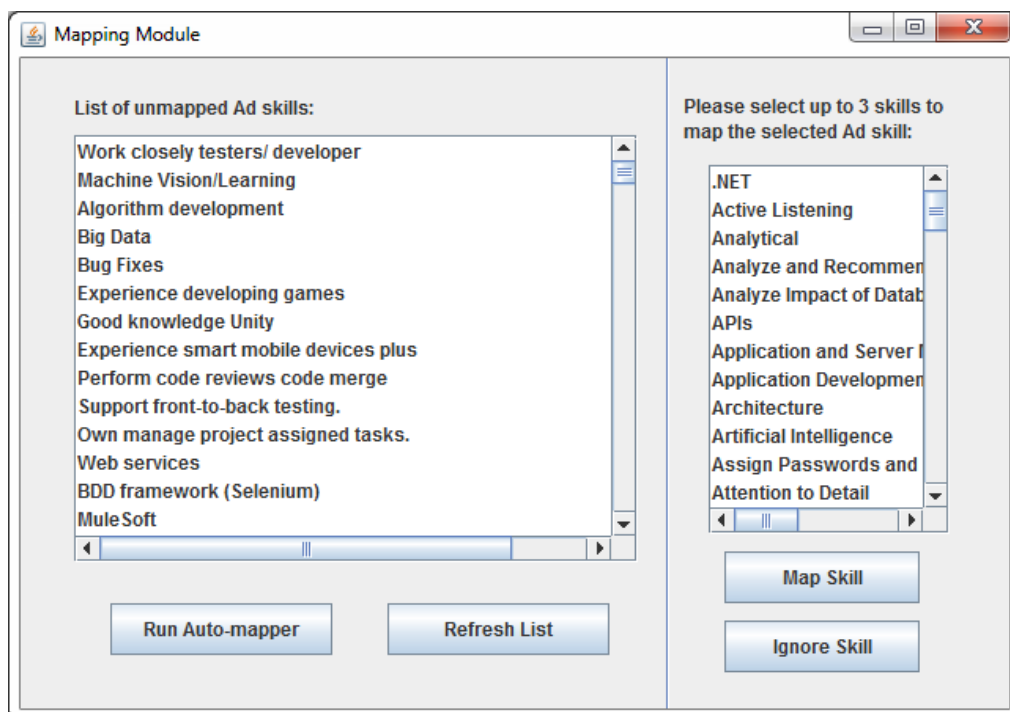 Mapping Module
List of unmapped Ad skills:
Work closely testers/ developer
Machine Vision/Learning
Algorithm development
Big Data
Bug Fixes
Experience developing games
Good knowledge Unity
Experience smart mobile devices plus
Perform code reviews code merge
Support front-to-back testing.
Own manage project assigned tasks.
Web services
BDD framework (Selenium)
MuleSoft
Run Auto-mapper
Refresh List
Please select up to 3 skills to
map the selected Ad skill:
.NET
Active Listening
Analytical
Analyze and Recommen
Analyze Impact of Datab
APIs
Application and Server
Application Developmen
Architecture
Artificial Intelligence
Assign Passwords and
Attention to Detail
Map Skill
Ignore Skill